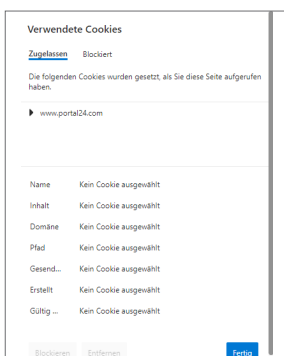 Verwendete Cookies
Zugelassen Blockiert
Die folgenden Cookies wurden gesetzt, als Sie diese Seite aufgerufen
haben.
www.portal24.com
Name Kein Cookie ausgewählt
Inhalt Kein Cookie ausgewählt
Domäne Kein Cookie ausgewählt
Pfad Kein Cookie ausgewählt
Gesend... Kein Cookie ausgewählt
Erstellt Kein Cookie ausgewählt
Gültig ... Kein Cookie ausgewählt
Blockieren Entfernen Fertig